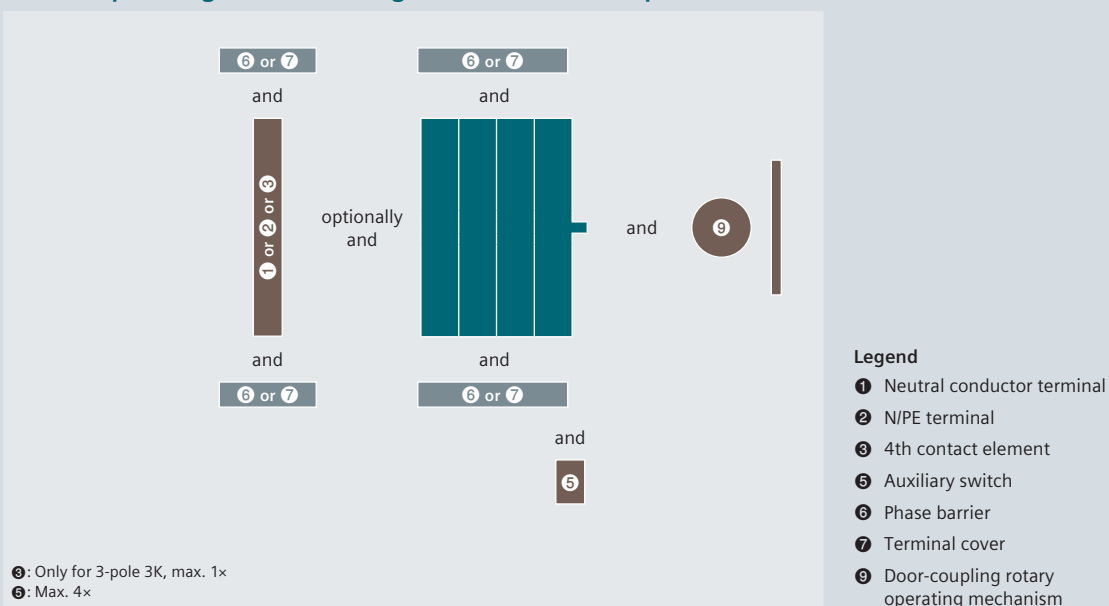 ❻ or ❼ ❻ or ❼
and and
❶ or ❷ or ❸
optionally
and
and
❾
and and
❻ or ❼ ❻ or ❼
and
❺
❸: Only for 3-pole 3K, max. 1×
❺: Max. 4×
Legend
❶ Neutral conductor terminal
❷ N/PE terminal
❸ 4th contact element
❺ Auxiliary switch
❻ Phase barrier
❼ Terminal cover
❾ Door-coupling rotary
operating mechanism